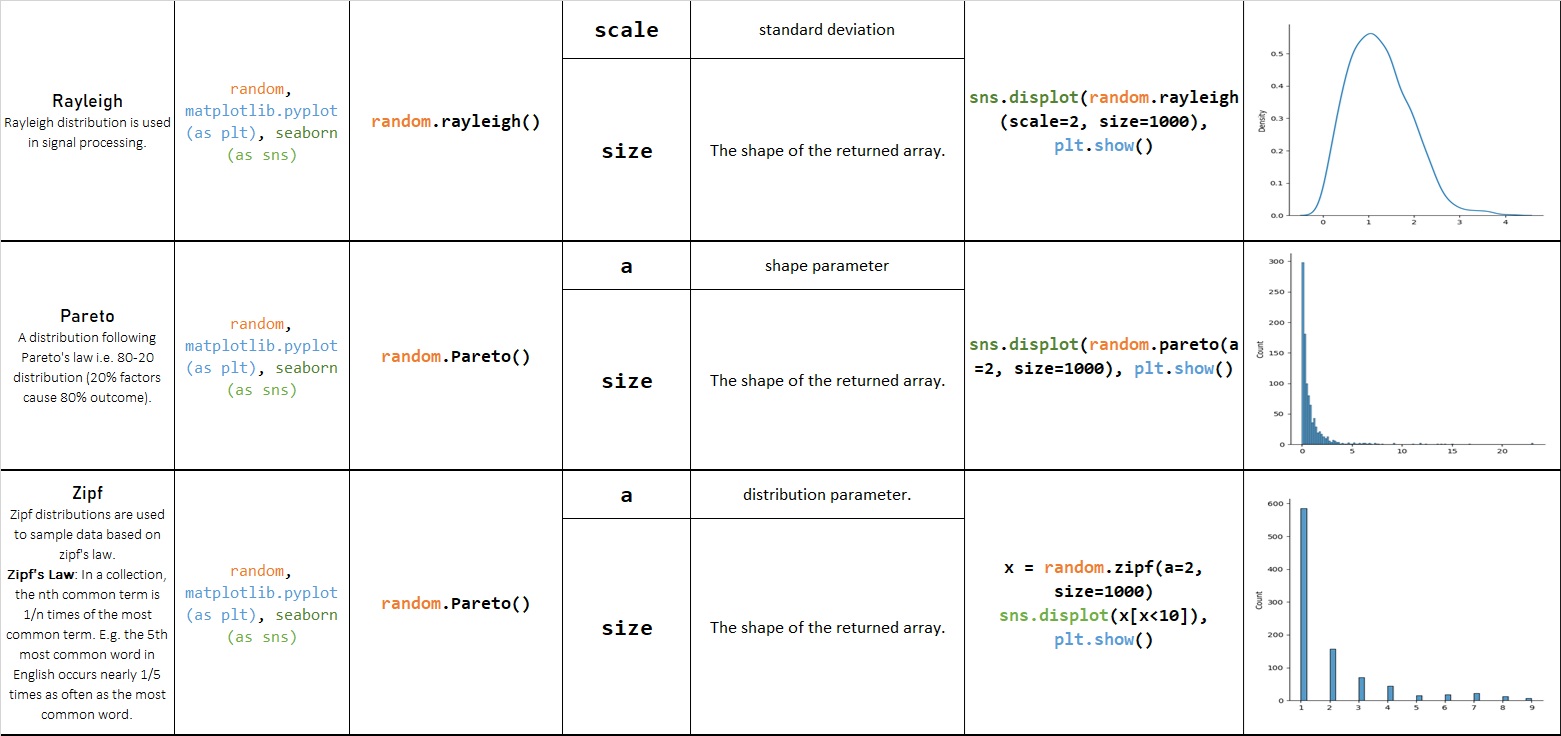 Rayleigh
Rayleigh distribution is used
in signal processing.
random,
matplotlib.pyplot
(as plt), seaborn
(as sns)
random.rayleigh()
scale
standard deviation
size
The shape of the returned array.
sns.displot(random.rayleigh
(scale=2, size=1000),
plt.show()
Density
0.5
0.4
0.3
0.2
0.1
0.0
0 1 2 3 4
Pareto
A distribution following
Pareto's law i.e. 80-20
distribution (20% factors
cause 80% outcome).
random,
matplotlib.pyplot
(as plt), seaborn
(as sns)
random.Pareto()
a
shape parameter
size
The shape of the returned array.
sns.displot(random.pareto(a
=2, size=1000), plt.show()
Count
300
250
200
150
100
50
0
0 5 10 15 20
Zipf
Zipf distributions are used
to sample data based on
zipf's law.
Zipf's Law: In a collection,
the nth common term is
1/n times of the most
common term. E.g. the 5th
most common word in
English occurs nearly 1/5
times as often as the most
common word.
random,
matplotlib.pyplot
(as plt), seaborn
(as sns)
random.Pareto()
a
distribution parameter.
size
The shape of the returned array.
x = random.zipf(a=2,
size=1000)
sns.displot(x[x<10]),
plt.show()
Count
600
500
400
300
200
100
0
1 2 3 4 5 6 7 8 9